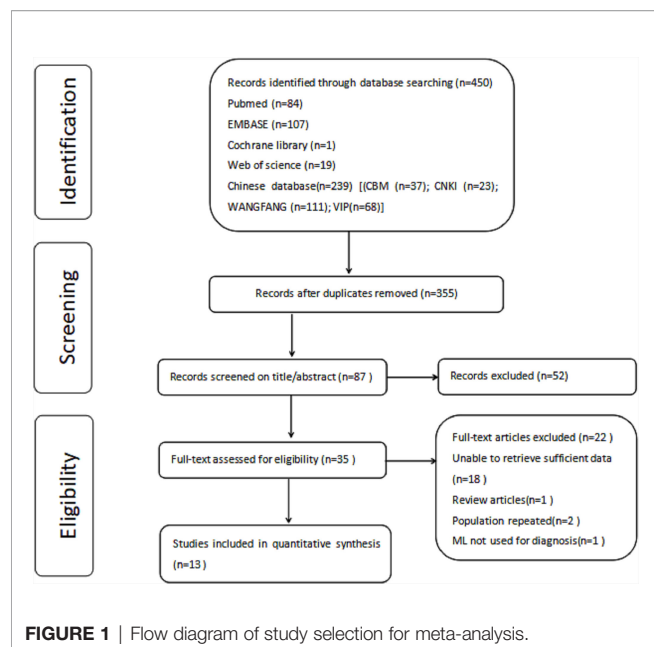 Identification
Records identified through database searching (n=450)
Pubmed (n=84)
EMBASE (n=107)
Cochrane library (n=1)
Web of science (n=19)
Chinese database(n=239) [(CBM (n=37); CNKI (n=23);
WANGFANG (n=111); VIP(n=68)]
Screening
Records after duplicates removed (n=355)
Records screened on title/abstract (n=87 )
Records excluded (n=52)
Eligibility
Full-text assessed for eligibility (n=35 )
Full-text articles excluded (n=22 )
Unable to retrieve sufficient data
(n=18 )
Review articles(n=1 )
Population repeated(n=2 )
ML not used for diagnosis(n=1 )
Studies included in quantitative synthesis
(n=13 )
FIGURE 1 | Flow diagram of study selection for meta-analysis.